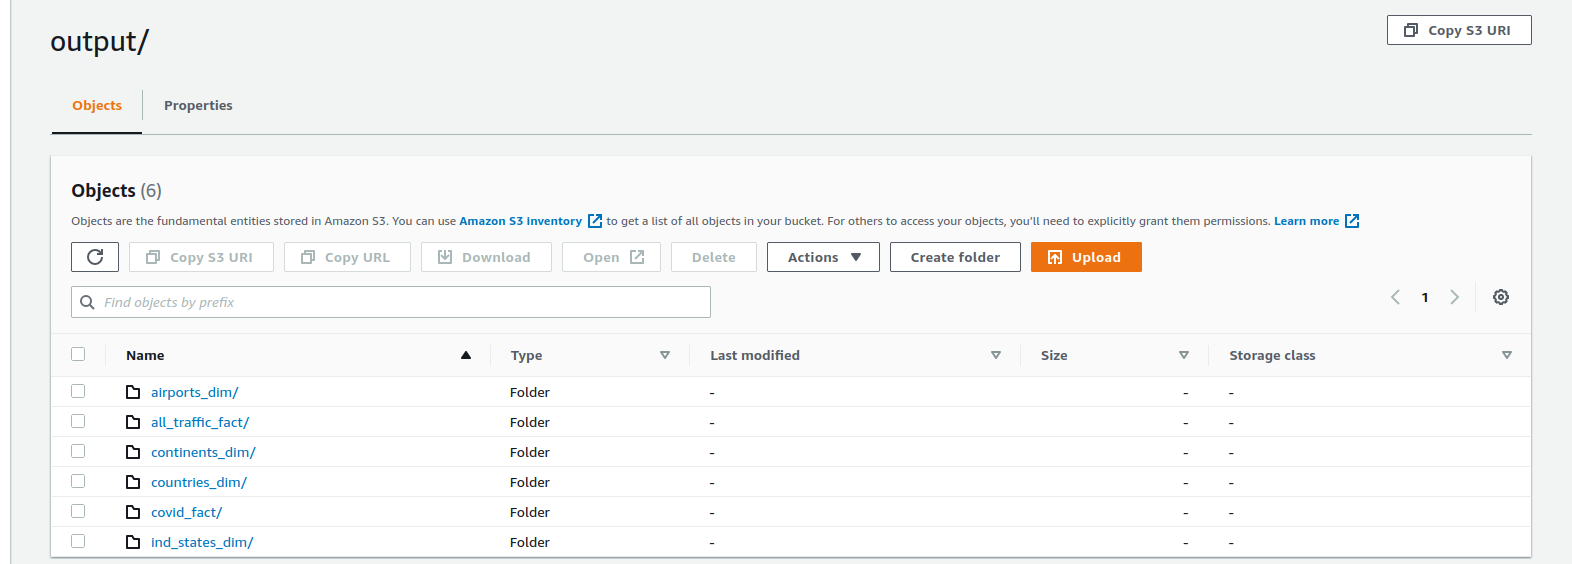 output/
Copy S3 URI
Objects
Properties
Objects (6)
Objects are the fundamental entities stored in Amazon S3. You can use Amazon S3 inventory to get a list of all objects in your bucket. For others to access your objects, you'll need to explicitly grant them permissions. Learn more
Copy S3 URI Copy URL Download Open Delete Actions Create folder Upload
Find objects by prefix 1
Name Type Last modified Size Storage class
airports_dim/ Folder - - -
all_traffic_fact/ Folder - - -
continents_dim/ Folder - - -
countries_dim/ Folder - - -
covid_fact/ Folder - - -
ind_states_dim/ Folder - - -